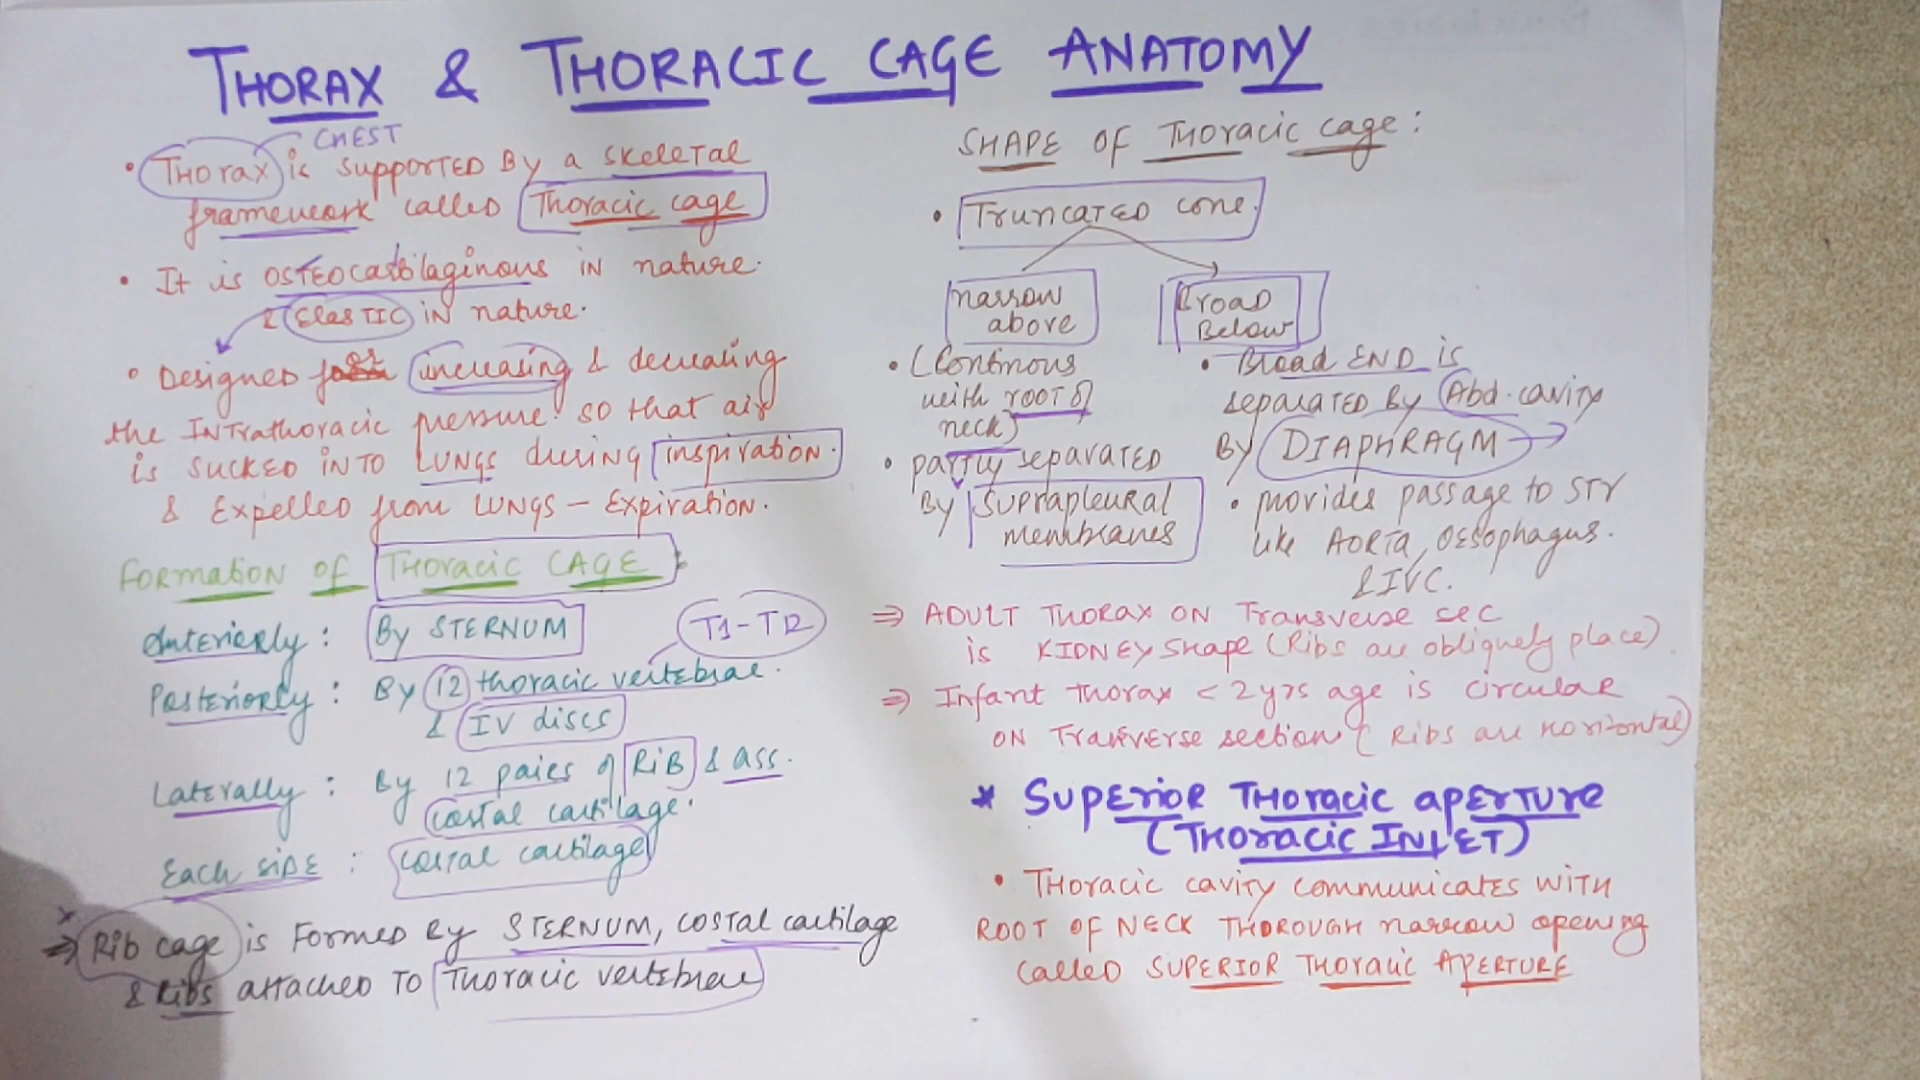 THORAX & THORACIC CAGE ANATOMY
CHEST
• Thorax is supported by a skeletal
framework called Thoracic cage
• It is osteocartilaginous in nature.
& elastic in nature.
• Designed for increasing & decreasing
the intrathoracic pressure. so that air
is sucked into lungs during inspiration.
& Expelled from lungs - Expiration.
Formation of Thoracic CAGE :
Anteriorly : By STERNUM
Posteriorly : By 12 thoracic vertebrae. T1-T12
& IV discs
Laterally : By 12 pairs of RIB & ass.
costal cartilage.
Each side : costal cartilage
⇒ Rib cage is formed by STERNUM, costal cartilage
& Ribs attached to Thoracic vertebrae
SHAPE OF Thoracic cage :
• Truncated cone.
narrow above
Broad Below
• (Continous
with root of
neck)
• partly separated
By Suprapleural
membranes
• Broad END is
separated By Abd. cavity
By DIAPHRAGM →
• provides passage to STR
like AORTA, Oesophagus.
& IVC.
⇒ ADULT THORAX ON Transverse sec
is KIDNEY shape (Ribs are obliquely place)
⇒ Infant thorax < 2 yrs age is circular
ON Transverse section ( Ribs are horizontal)
* SUPERIOR THORACIC APERTURE
(THORACIC INLET)
• Thoracic cavity communicates with
ROOT OF NECK THOROUGH narrow opening
called SUPERIOR Thoracic APERTURE